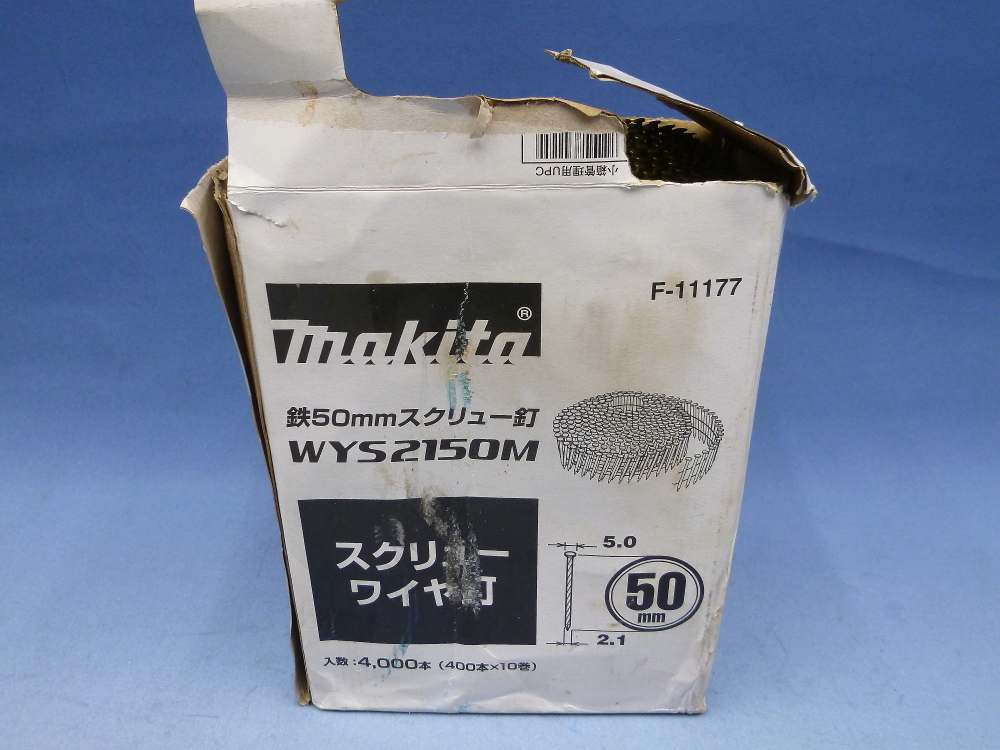 小箱管理用UPC
F-11177
makita®
鉄50mmスクリュー釘
WYS2150M
スクリュー
ワイヤ釘
5.0
50
mm
2.1
入数:4,000本(400本×10巻)